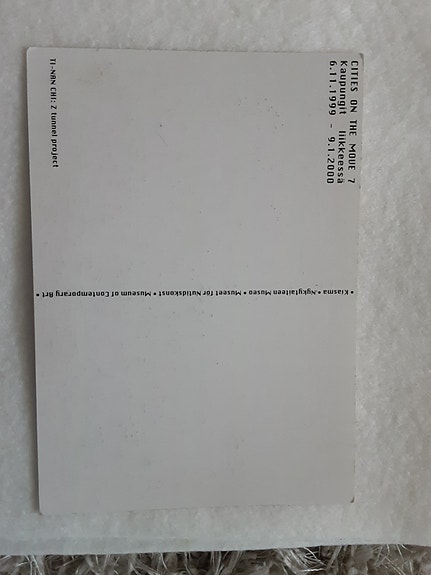 CITIES ON THE MOVE 7
Kaupungit liikkeessä
6.11.1999 - 9.1.2000
• Kiasma • Nykytaiteen Museo • Museet för Nutidskonst • Museum of Contemporary Art •
TI-NAN CHI: Z tunnel project